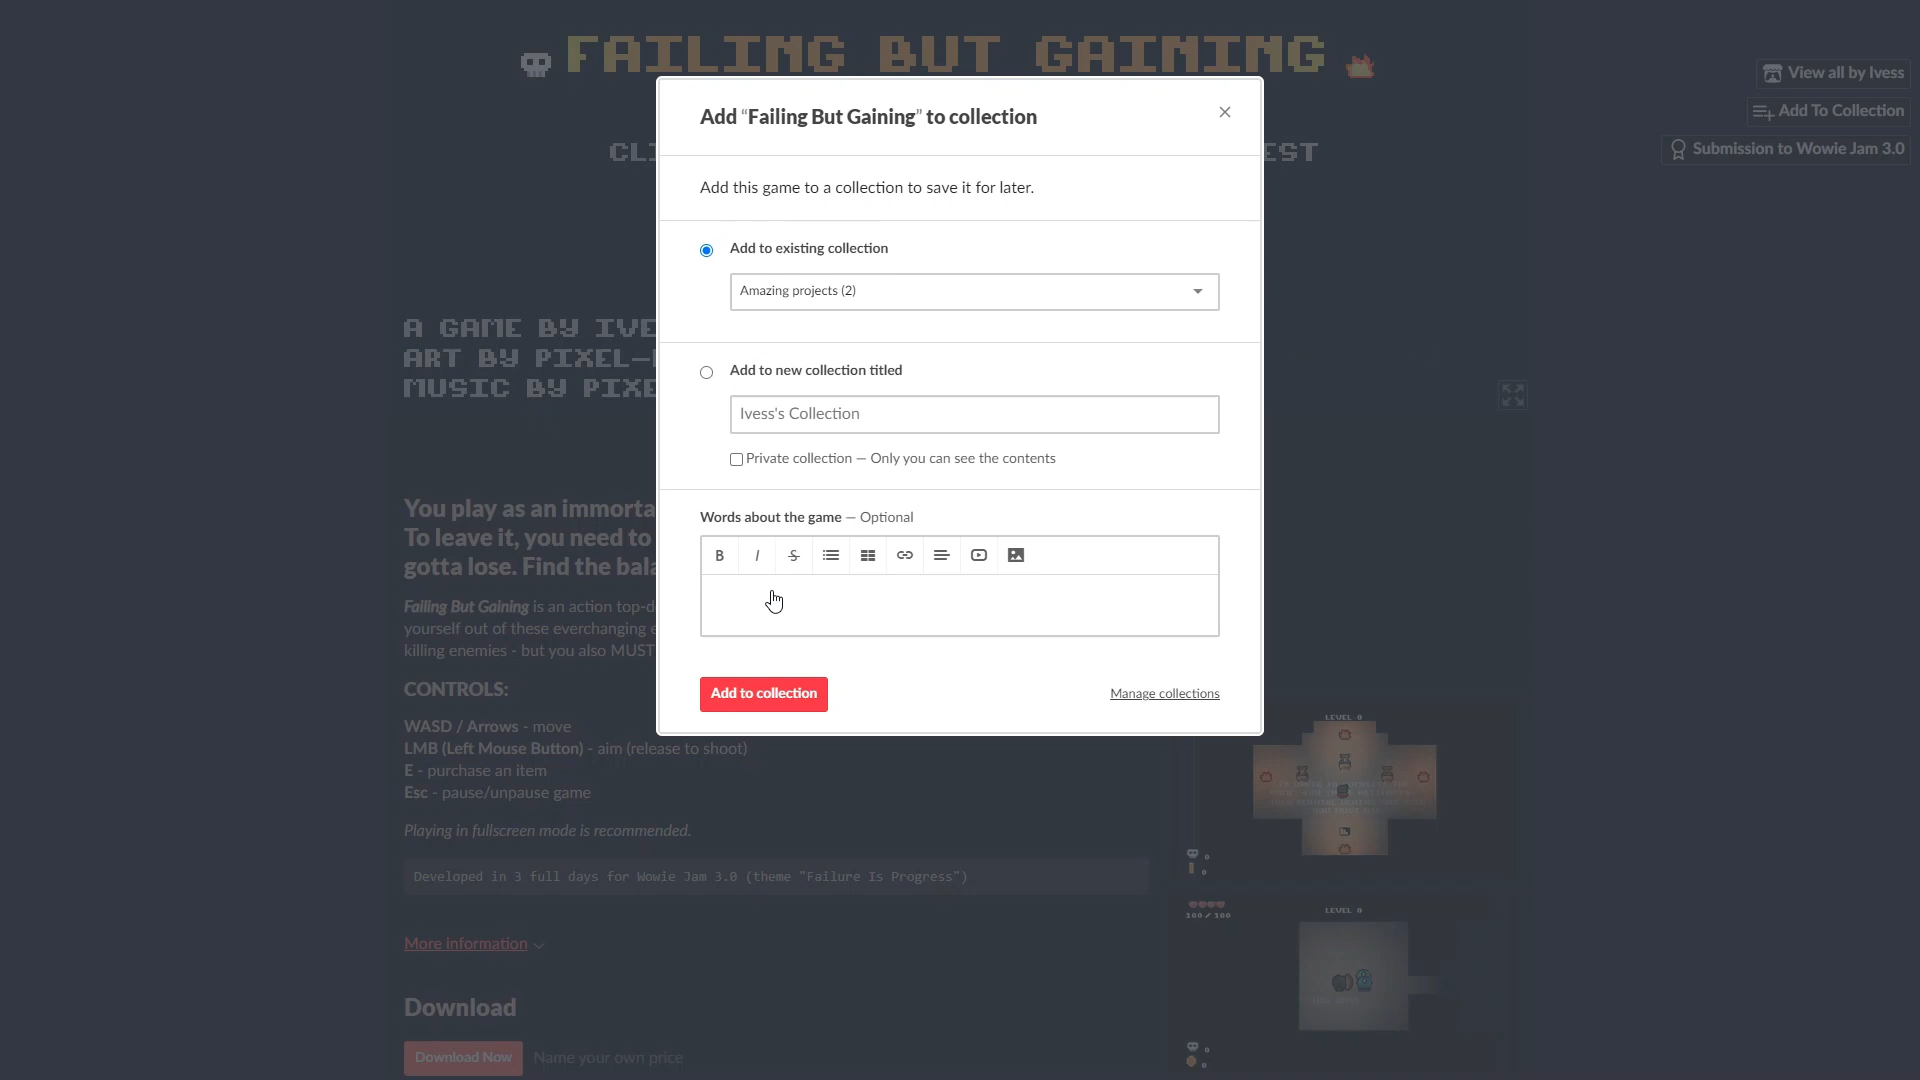 FAILING BUT GAINING
View all by Ivess
Add To Collection
Submission to Wowie Jam 3.0
Add “Failing But Gaining” to collection
Add this game to a collection to save it for later.
Add to existing collection
Amazing projects (2)
Add to new collection titled
Ivess's Collection
Private collection — Only you can see the contents
Words about the game — Optional
B I S
Add to collection
Manage collections
A GAME BY IVE
ART BY PIXEL-
MUSIC BY PIXE
You play as an immorta
To leave it, you need to
gotta lose. Find the bala
Failing But Gaining is an action top-d
yourself out of these everchanging e
killing enemies - but you also MUST
CONTROLS:
WASD / Arrows - move
LMB (Left Mouse Button) - aim (release to shoot)
E - purchase an item
Esc - pause/unpause game
Playing in fullscreen mode is recommended.
Developed in 3 full days for Wowie Jam 3.0 (theme "Failure Is Progress")
More information
Download
Download Now
Name your own price
LEVEL 0
0
0
100/100
LEVEL 0
0
0